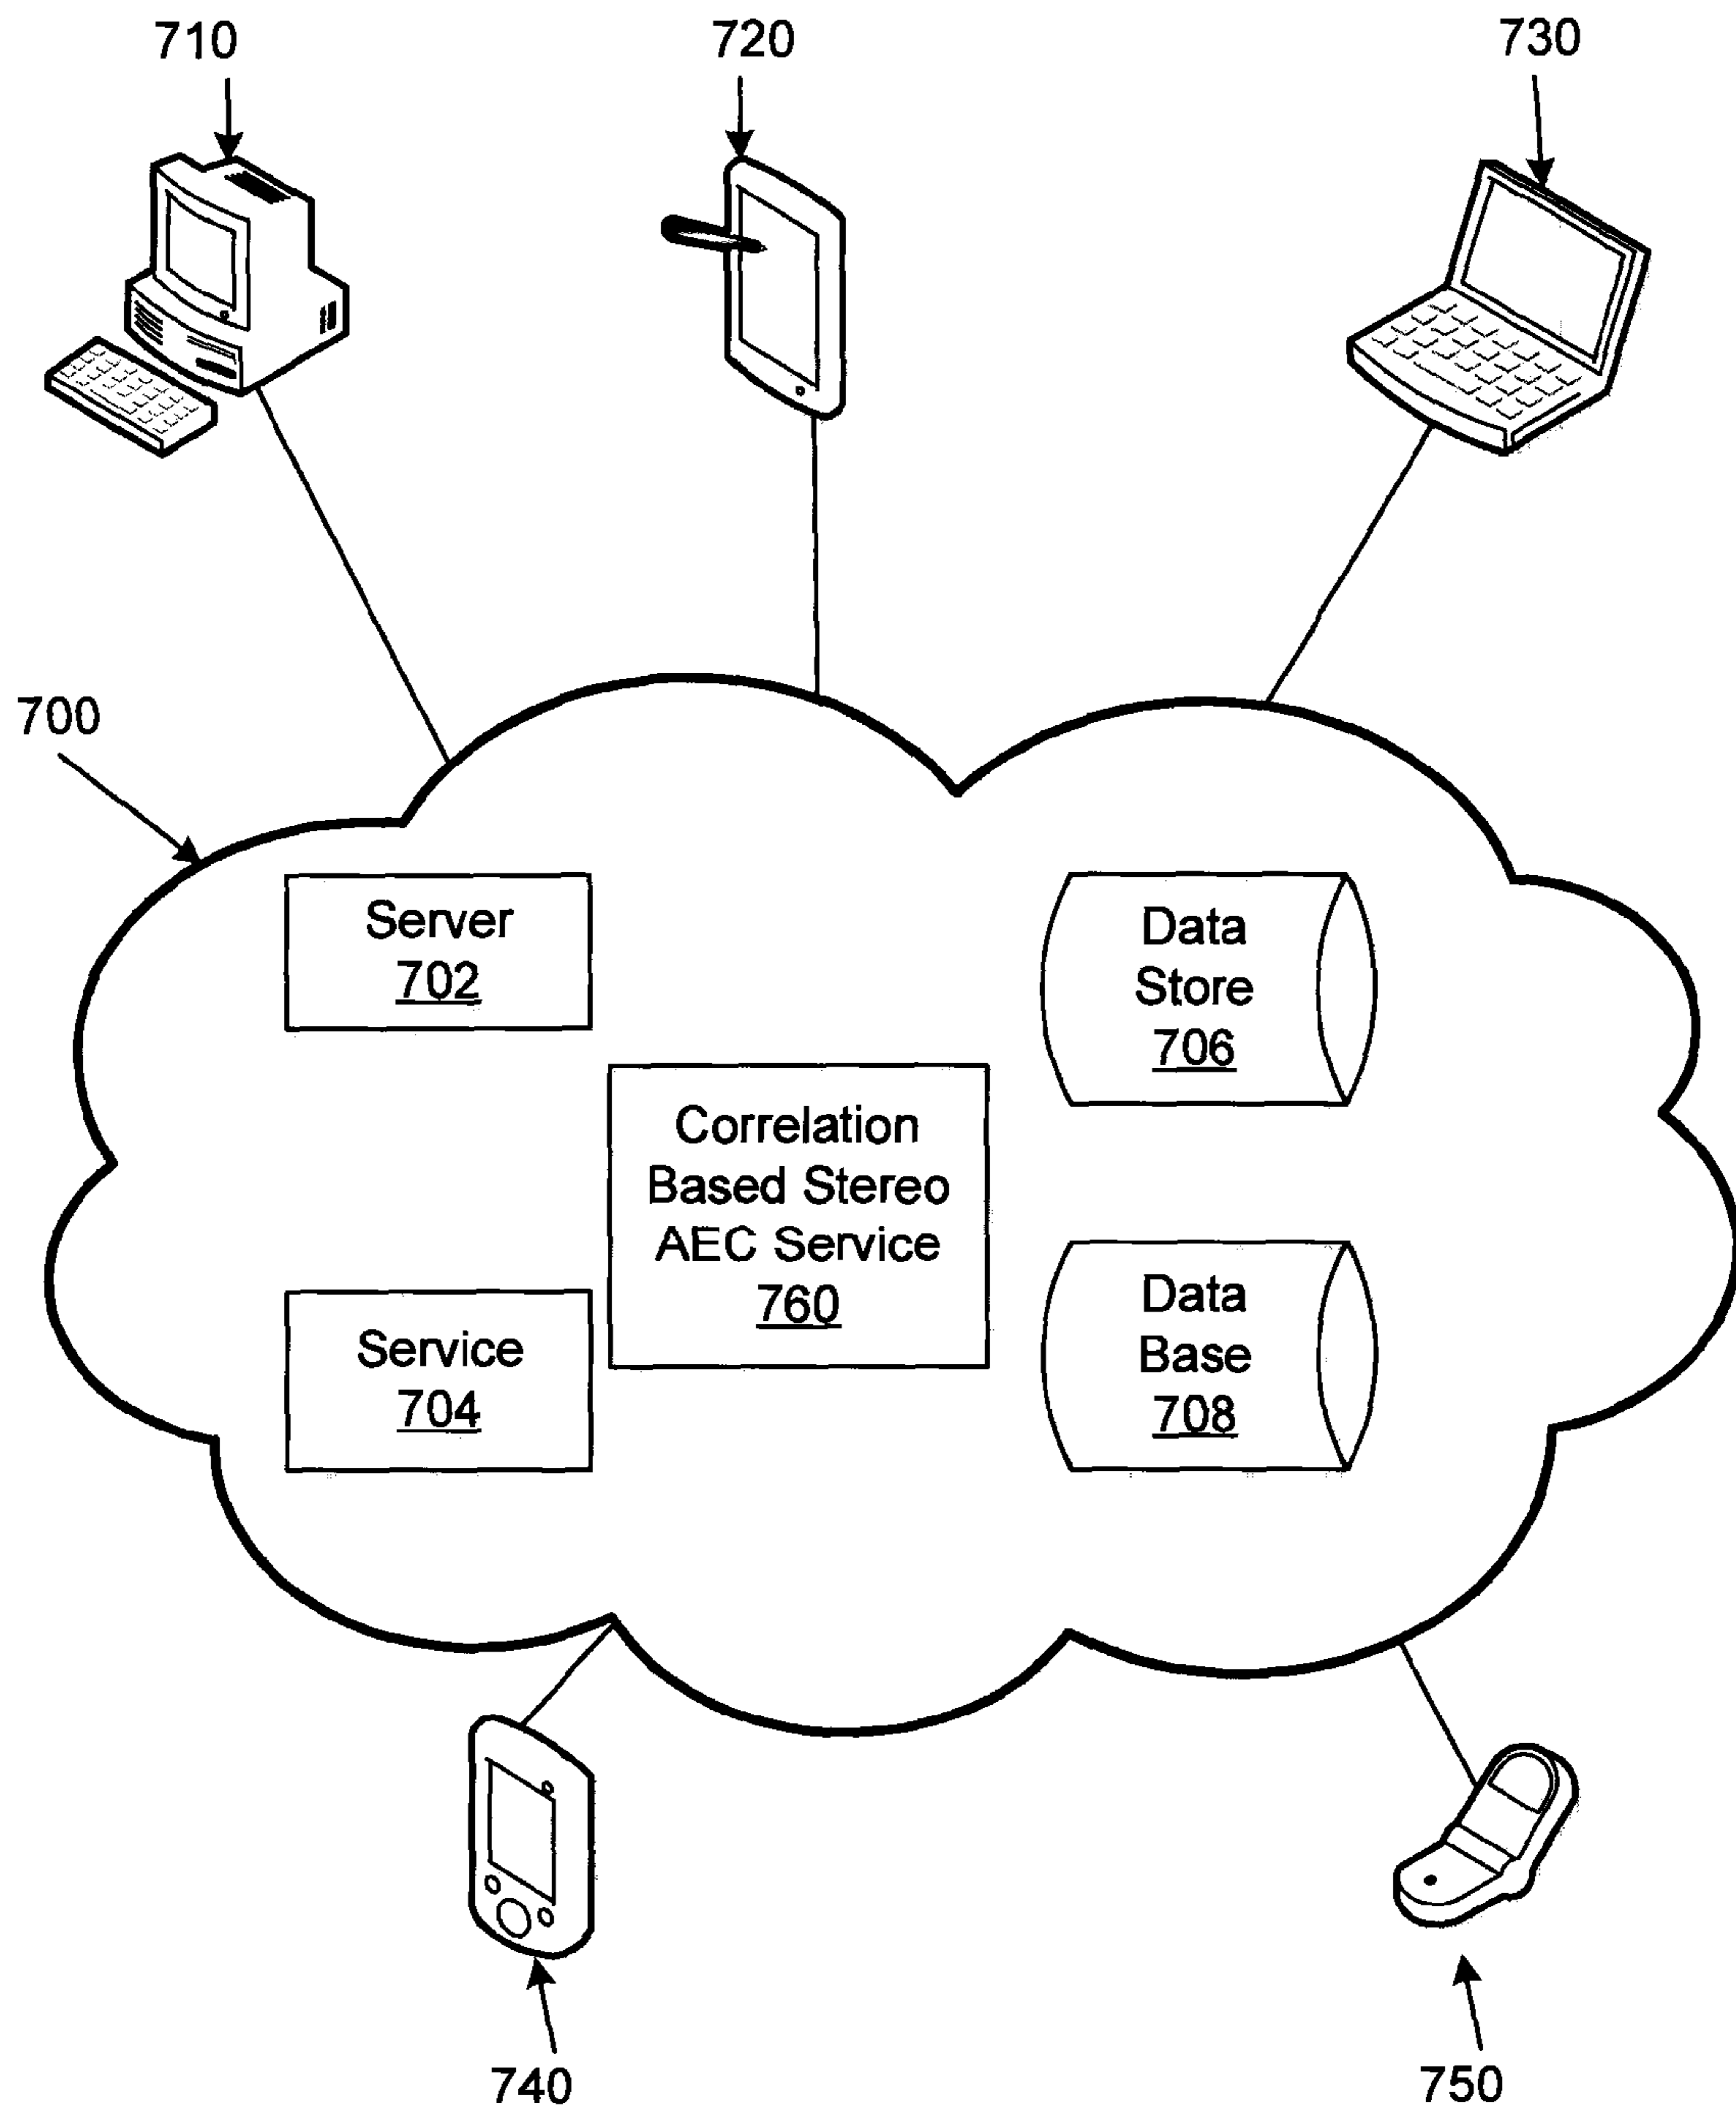 710
720
730
700
Server
702
Data
Store
706
Correlation
Based Stereo
AEC Service
760
Service
704
Data
Base
708
740
750